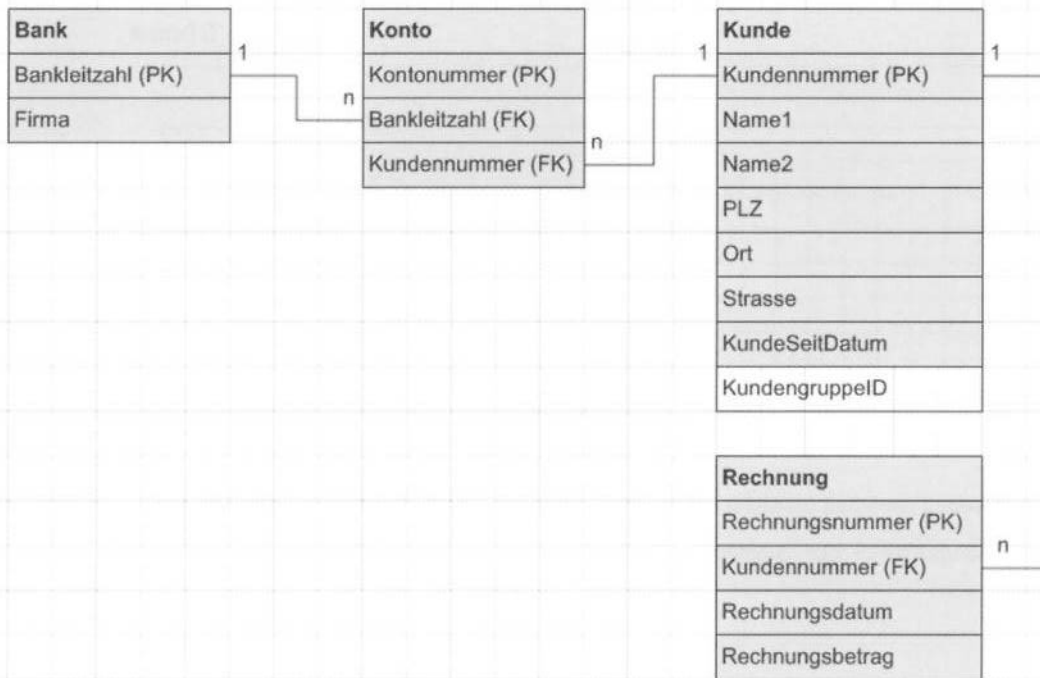 Bank
Bankleitzahl (PK)
Firma
1
n
Konto
Kontonummer (PK)
Bankleitzahl (FK)
Kundennummer (FK)
n
1
Kunde
Kundennummer (PK)
Name1
Name2
PLZ
Ort
Strasse
KundeSeitDatum
KundengruppeID
1
Rechnung
Rechnungsnummer (PK)
Kundennummer (FK)
Rechnungsdatum
Rechnungsbetrag
n